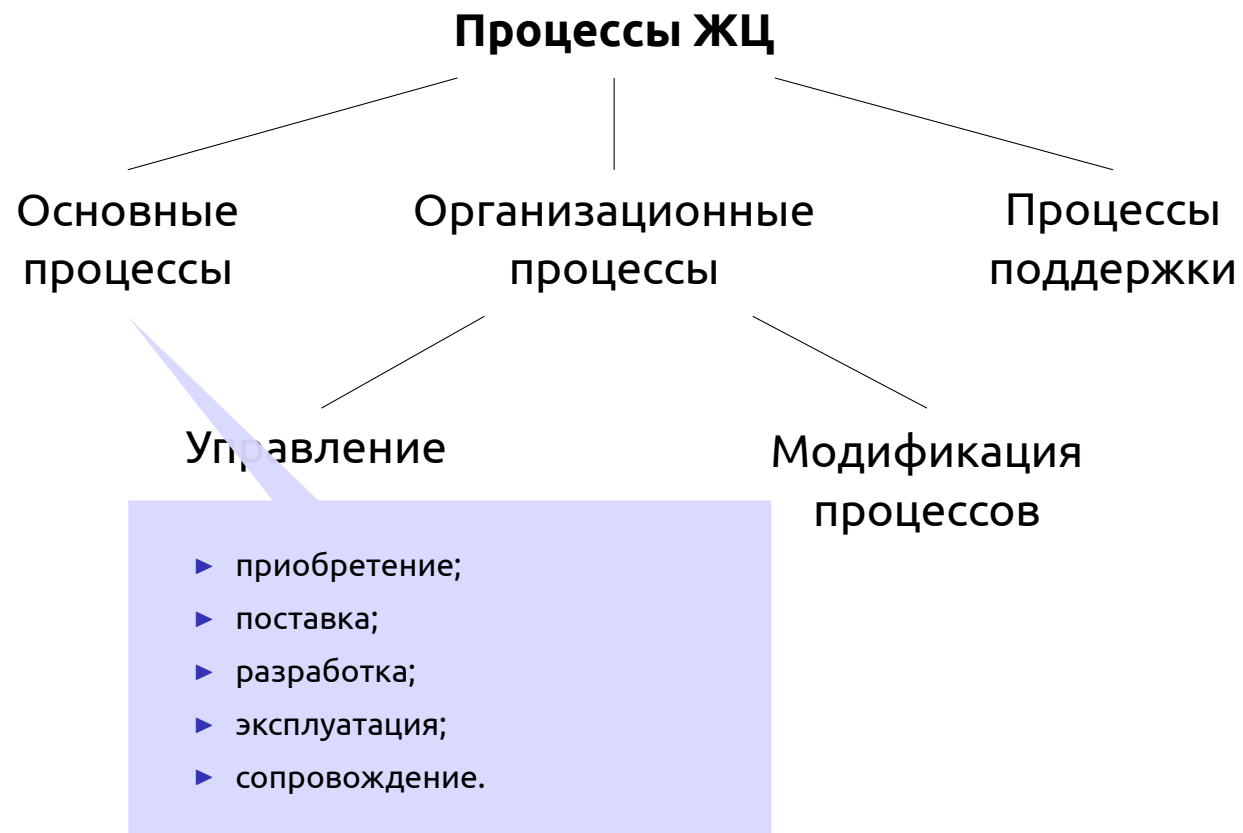 Процессы ЖЦ
Основные
процессы
Организационные
процессы
Процессы
поддержки
Управление
Модификация
процессов
► приобретение;
► поставка;
► разработка;
► эксплуатация;
► сопровождение.